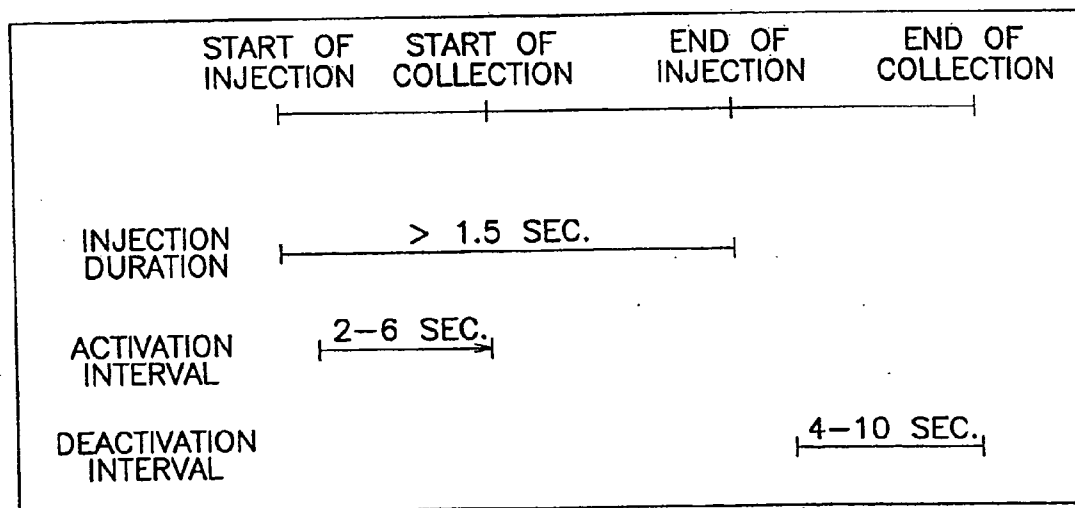 START OF INJECTION
START OF COLLECTION
END OF INJECTION
END OF COLLECTION
INJECTION DURATION
> 1.5 SEC.
ACTIVATION INTERVAL
2-6 SEC.
DEACTIVATION INTERVAL
4-10 SEC.